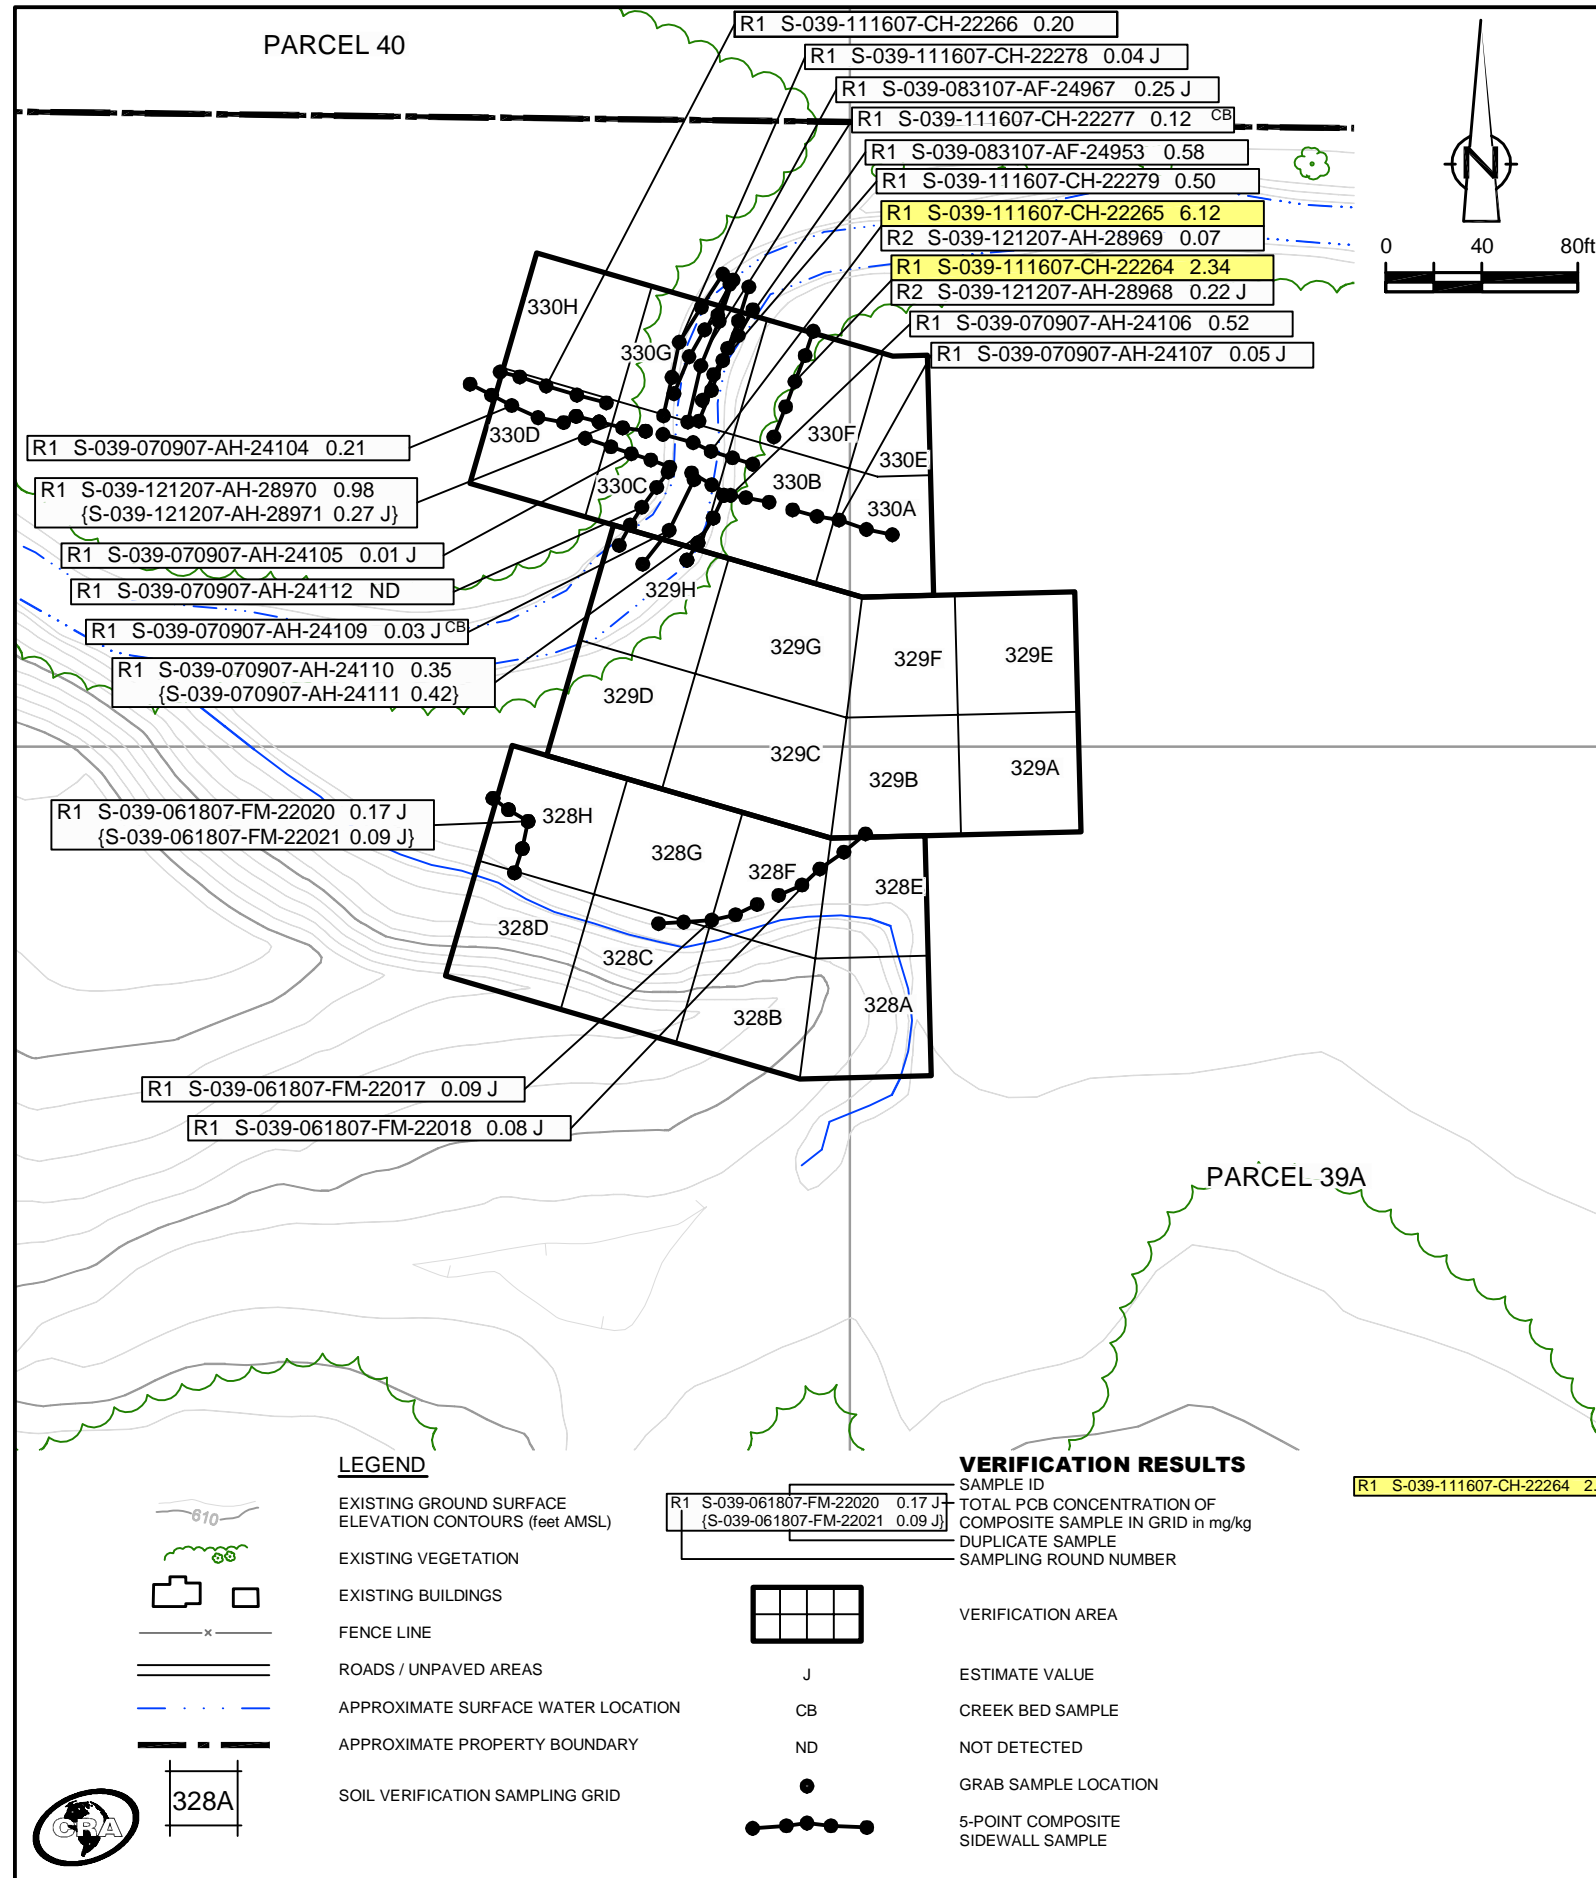 PARCEL 40
R1 S-039-111607-CH-22266 0.20
R1 S-039-111607-CH-22278 0.04 J
R1 S-039-083107-AF-24967 0.25 J
R1 S-039-111607-CH-22277 0.12 CB
R1 S-039-083107-AF-24953 0.58
R1 S-039-111607-CH-22279 0.50
R1 S-039-111607-CH-22265 6.12
R2 S-039-121207-AH-28969 0.07
R1 S-039-111607-CH-22264 2.34
R2 S-039-121207-AH-28968 0.22 J
R1 S-039-070907-AH-24106 0.52
R1 S-039-070907-AH-24107 0.05 J
N
0 40 80ft
330H
330G
330F
330E
330D
330C
330B
330A
R1 S-039-070907-AH-24104 0.21
R1 S-039-121207-AH-28970 0.98
{S-039-121207-AH-28971 0.27 J}
R1 S-039-070907-AH-24105 0.01 J
R1 S-039-070907-AH-24112 ND
R1 S-039-070907-AH-24109 0.03 J CB
R1 S-039-070907-AH-24110 0.35
{S-039-070907-AH-24111 0.42}
329H
329G
329F
329E
329D
329C
329B
329A
R1 S-039-061807-FM-22020 0.17 J
{S-039-061807-FM-22021 0.09 J}
328H
328G
328F
328E
328D
328C
328B
328A
R1 S-039-061807-FM-22017 0.09 J
R1 S-039-061807-FM-22018 0.08 J
PARCEL 39A
LEGEND
610
EXISTING GROUND SURFACE
ELEVATION CONTOURS (feet AMSL)
EXISTING VEGETATION
EXISTING BUILDINGS
x
FENCE LINE
ROADS / UNPAVED AREAS
APPROXIMATE SURFACE WATER LOCATION
APPROXIMATE PROPERTY BOUNDARY
328A
SOIL VERIFICATION SAMPLING GRID
CRA
VERIFICATION RESULTS
R1 S-039-061807-FM-22020 0.17 J
{S-039-061807-FM-22021 0.09 J}
SAMPLE ID
TOTAL PCB CONCENTRATION OF
COMPOSITE SAMPLE IN GRID in mg/kg
DUPLICATE SAMPLE
SAMPLING ROUND NUMBER
VERIFICATION AREA
J
ESTIMATE VALUE
CB
CREEK BED SAMPLE
ND
NOT DETECTED
GRAB SAMPLE LOCATION
5-POINT COMPOSITE
SIDEWALL SAMPLE
R1 S-039-111607-CH-22264 2.